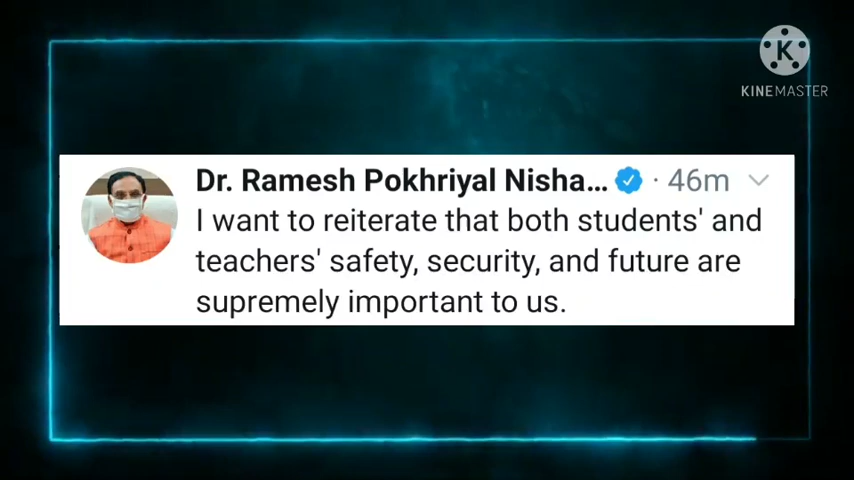 K
KINEMASTER
Dr. Ramesh Pokhriyal Nisha... · 46m
I want to reiterate that both students' and
teachers' safety, security, and future are
supremely important to us.